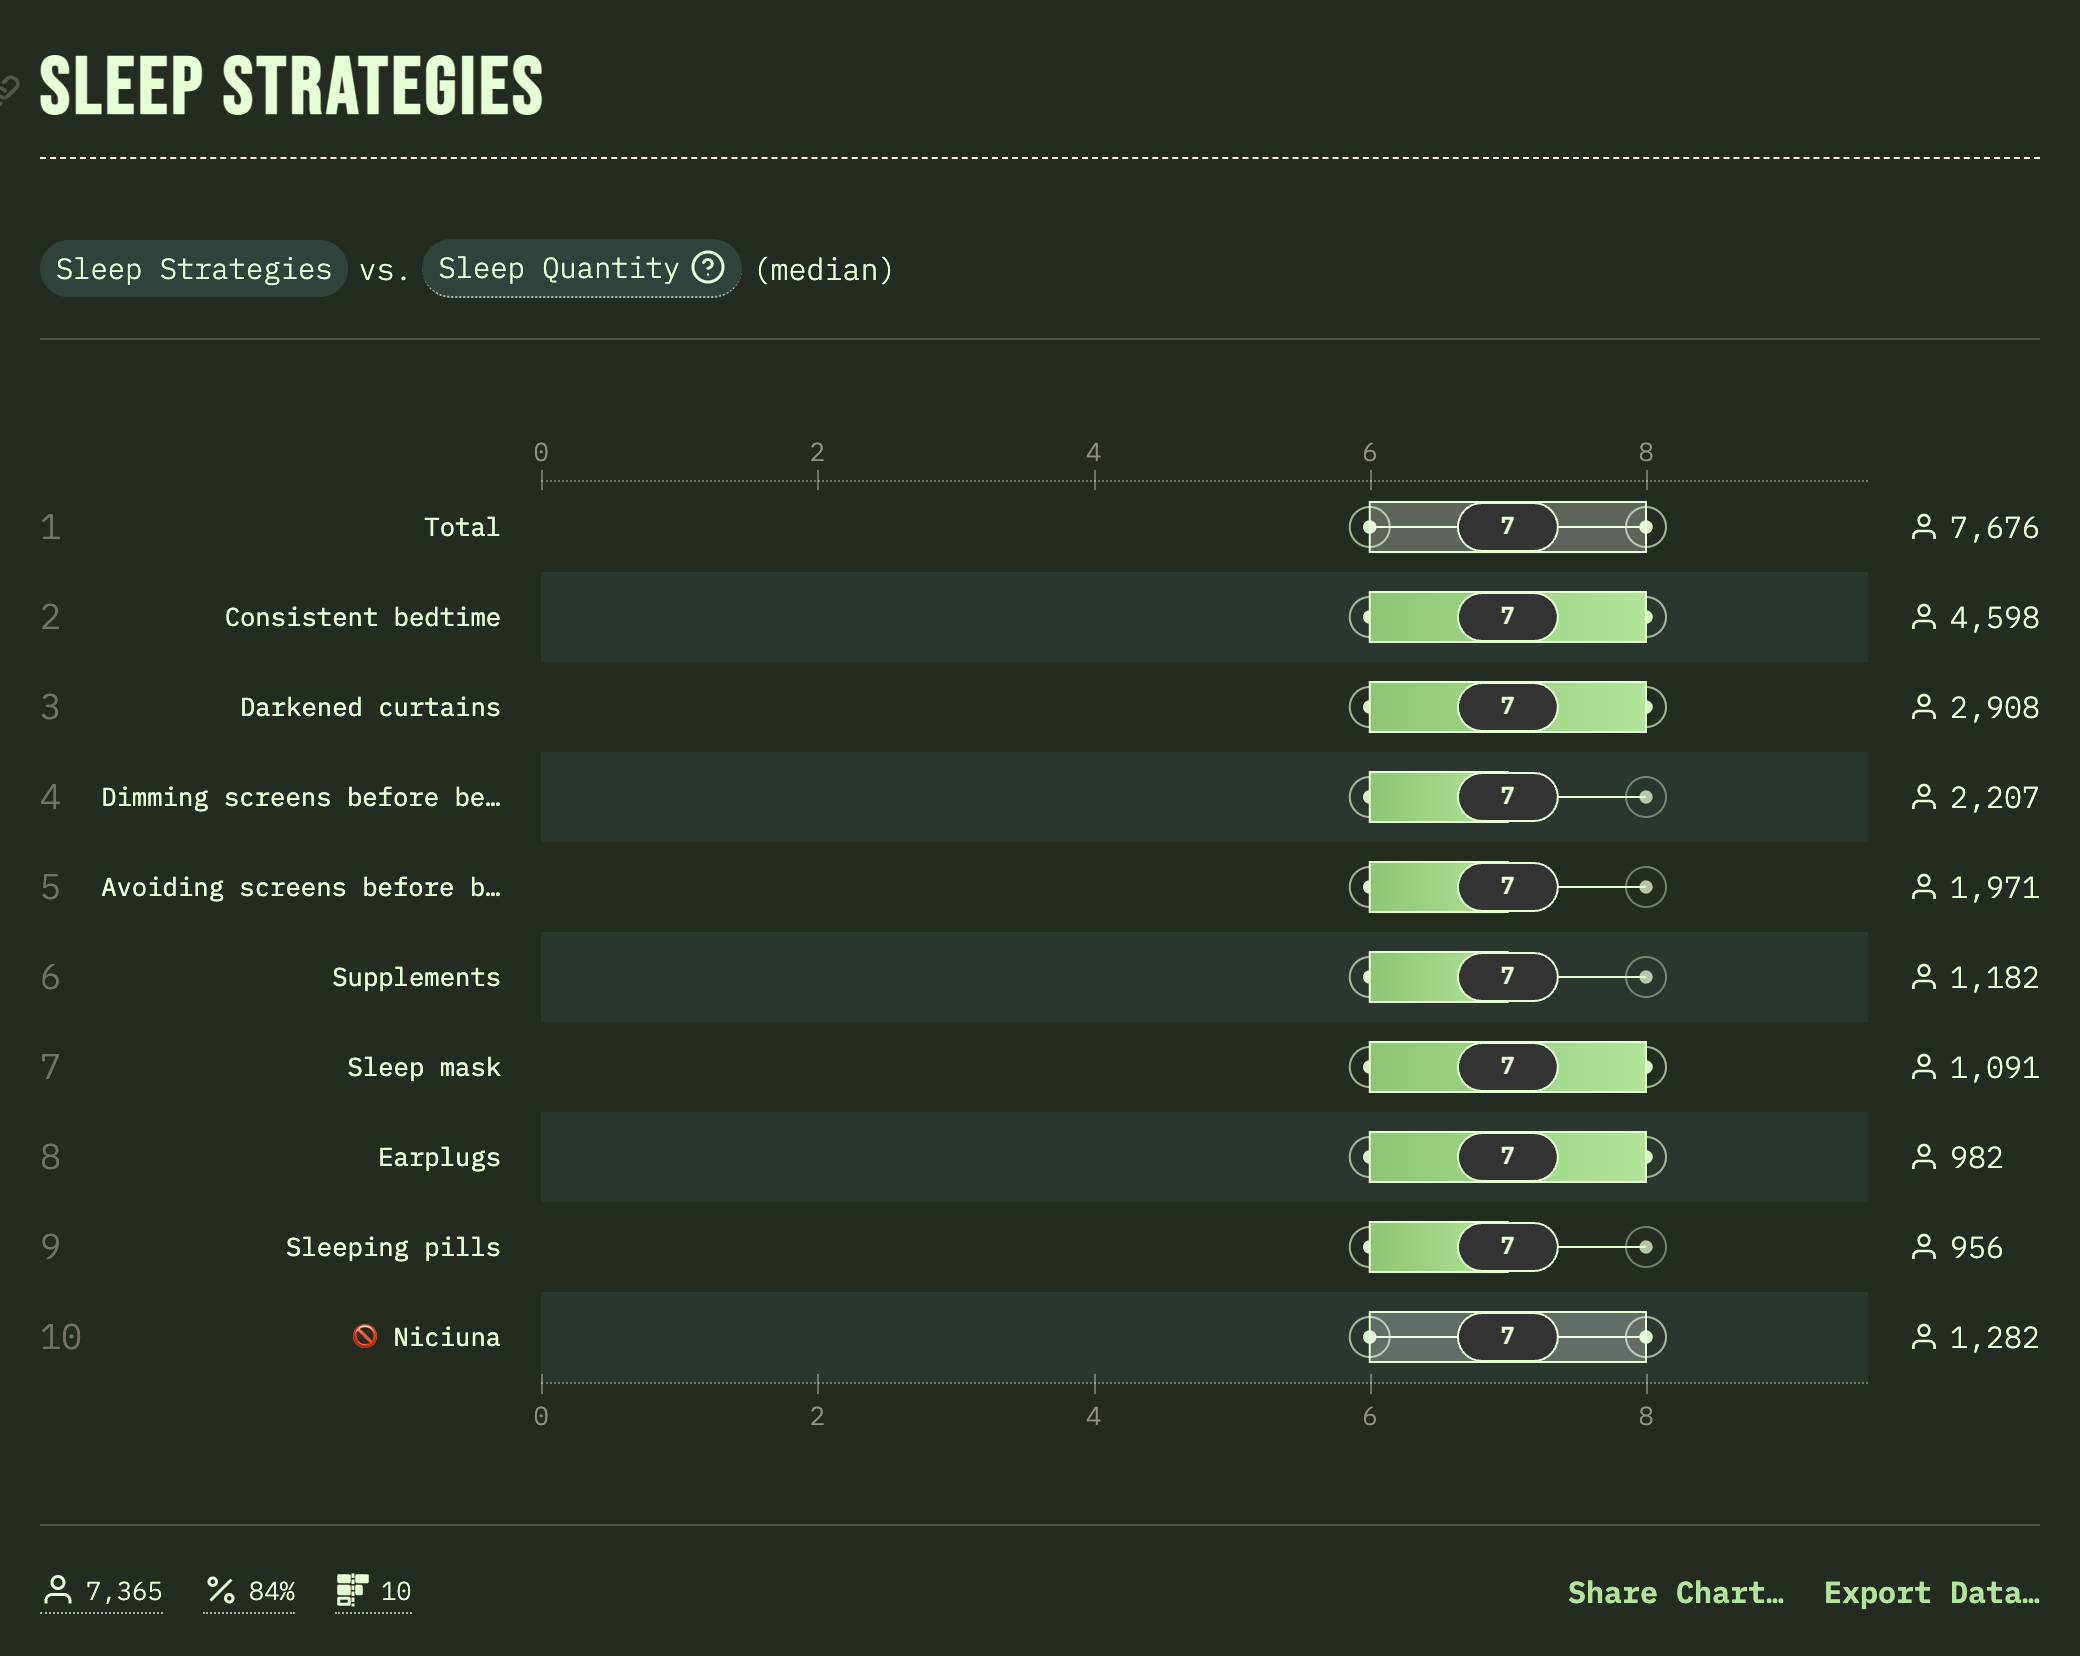 SLEEP STRATEGIES
Sleep Strategies vs. Sleep Quantity (median)
0 2 4 6 8
1 Total 7 7,676
2 Consistent bedtime 7 4,598
3 Darkened curtains 7 2,908
4 Dimming screens before be… 7 2,207
5 Avoiding screens before b… 7 1,971
6 Supplements 7 1,182
7 Sleep mask 7 1,091
8 Earplugs 7 982
9 Sleeping pills 7 956
10 🚫 Niciuna 7 1,282
0 2 4 6 8
7,365 84% 10 Share Chart… Export Data…